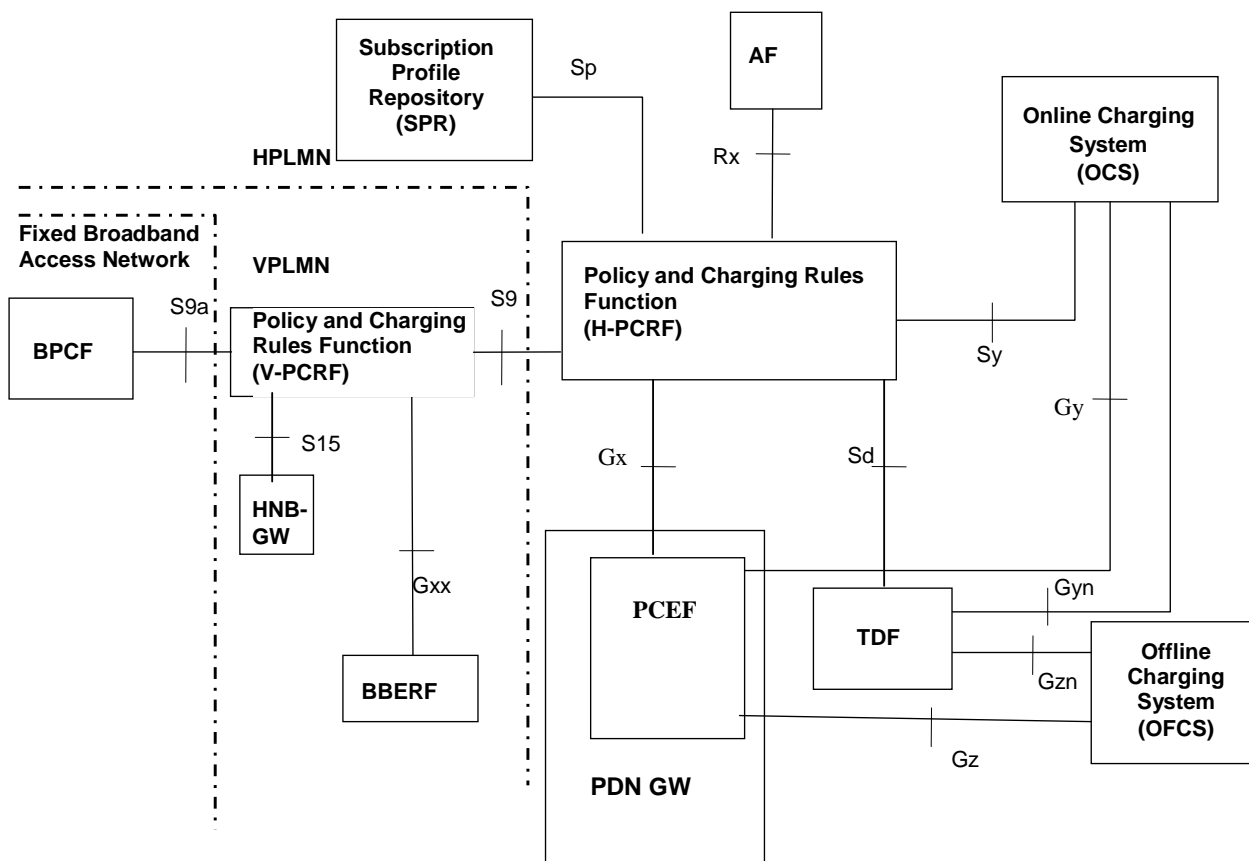 Subscription
Profile
Repository
(SPR)
Sp
AF
Online Charging
System
(OCS)
HPLMN
Rx
Fixed Broadband
Access Network
VPLMN
S9a
Policy and Charging
Rules Function
(V-PCRF)
S9
Policy and Charging Rules
Function
(H-PCRF)
BPCF
Sy
Gy
S15
Gx
Sd
HNB-
GW
Gxx
PCEF
TDF
Gyn
Gzn
Offline
Charging
System
(OFCS)
BBERF
Gz
PDN GW